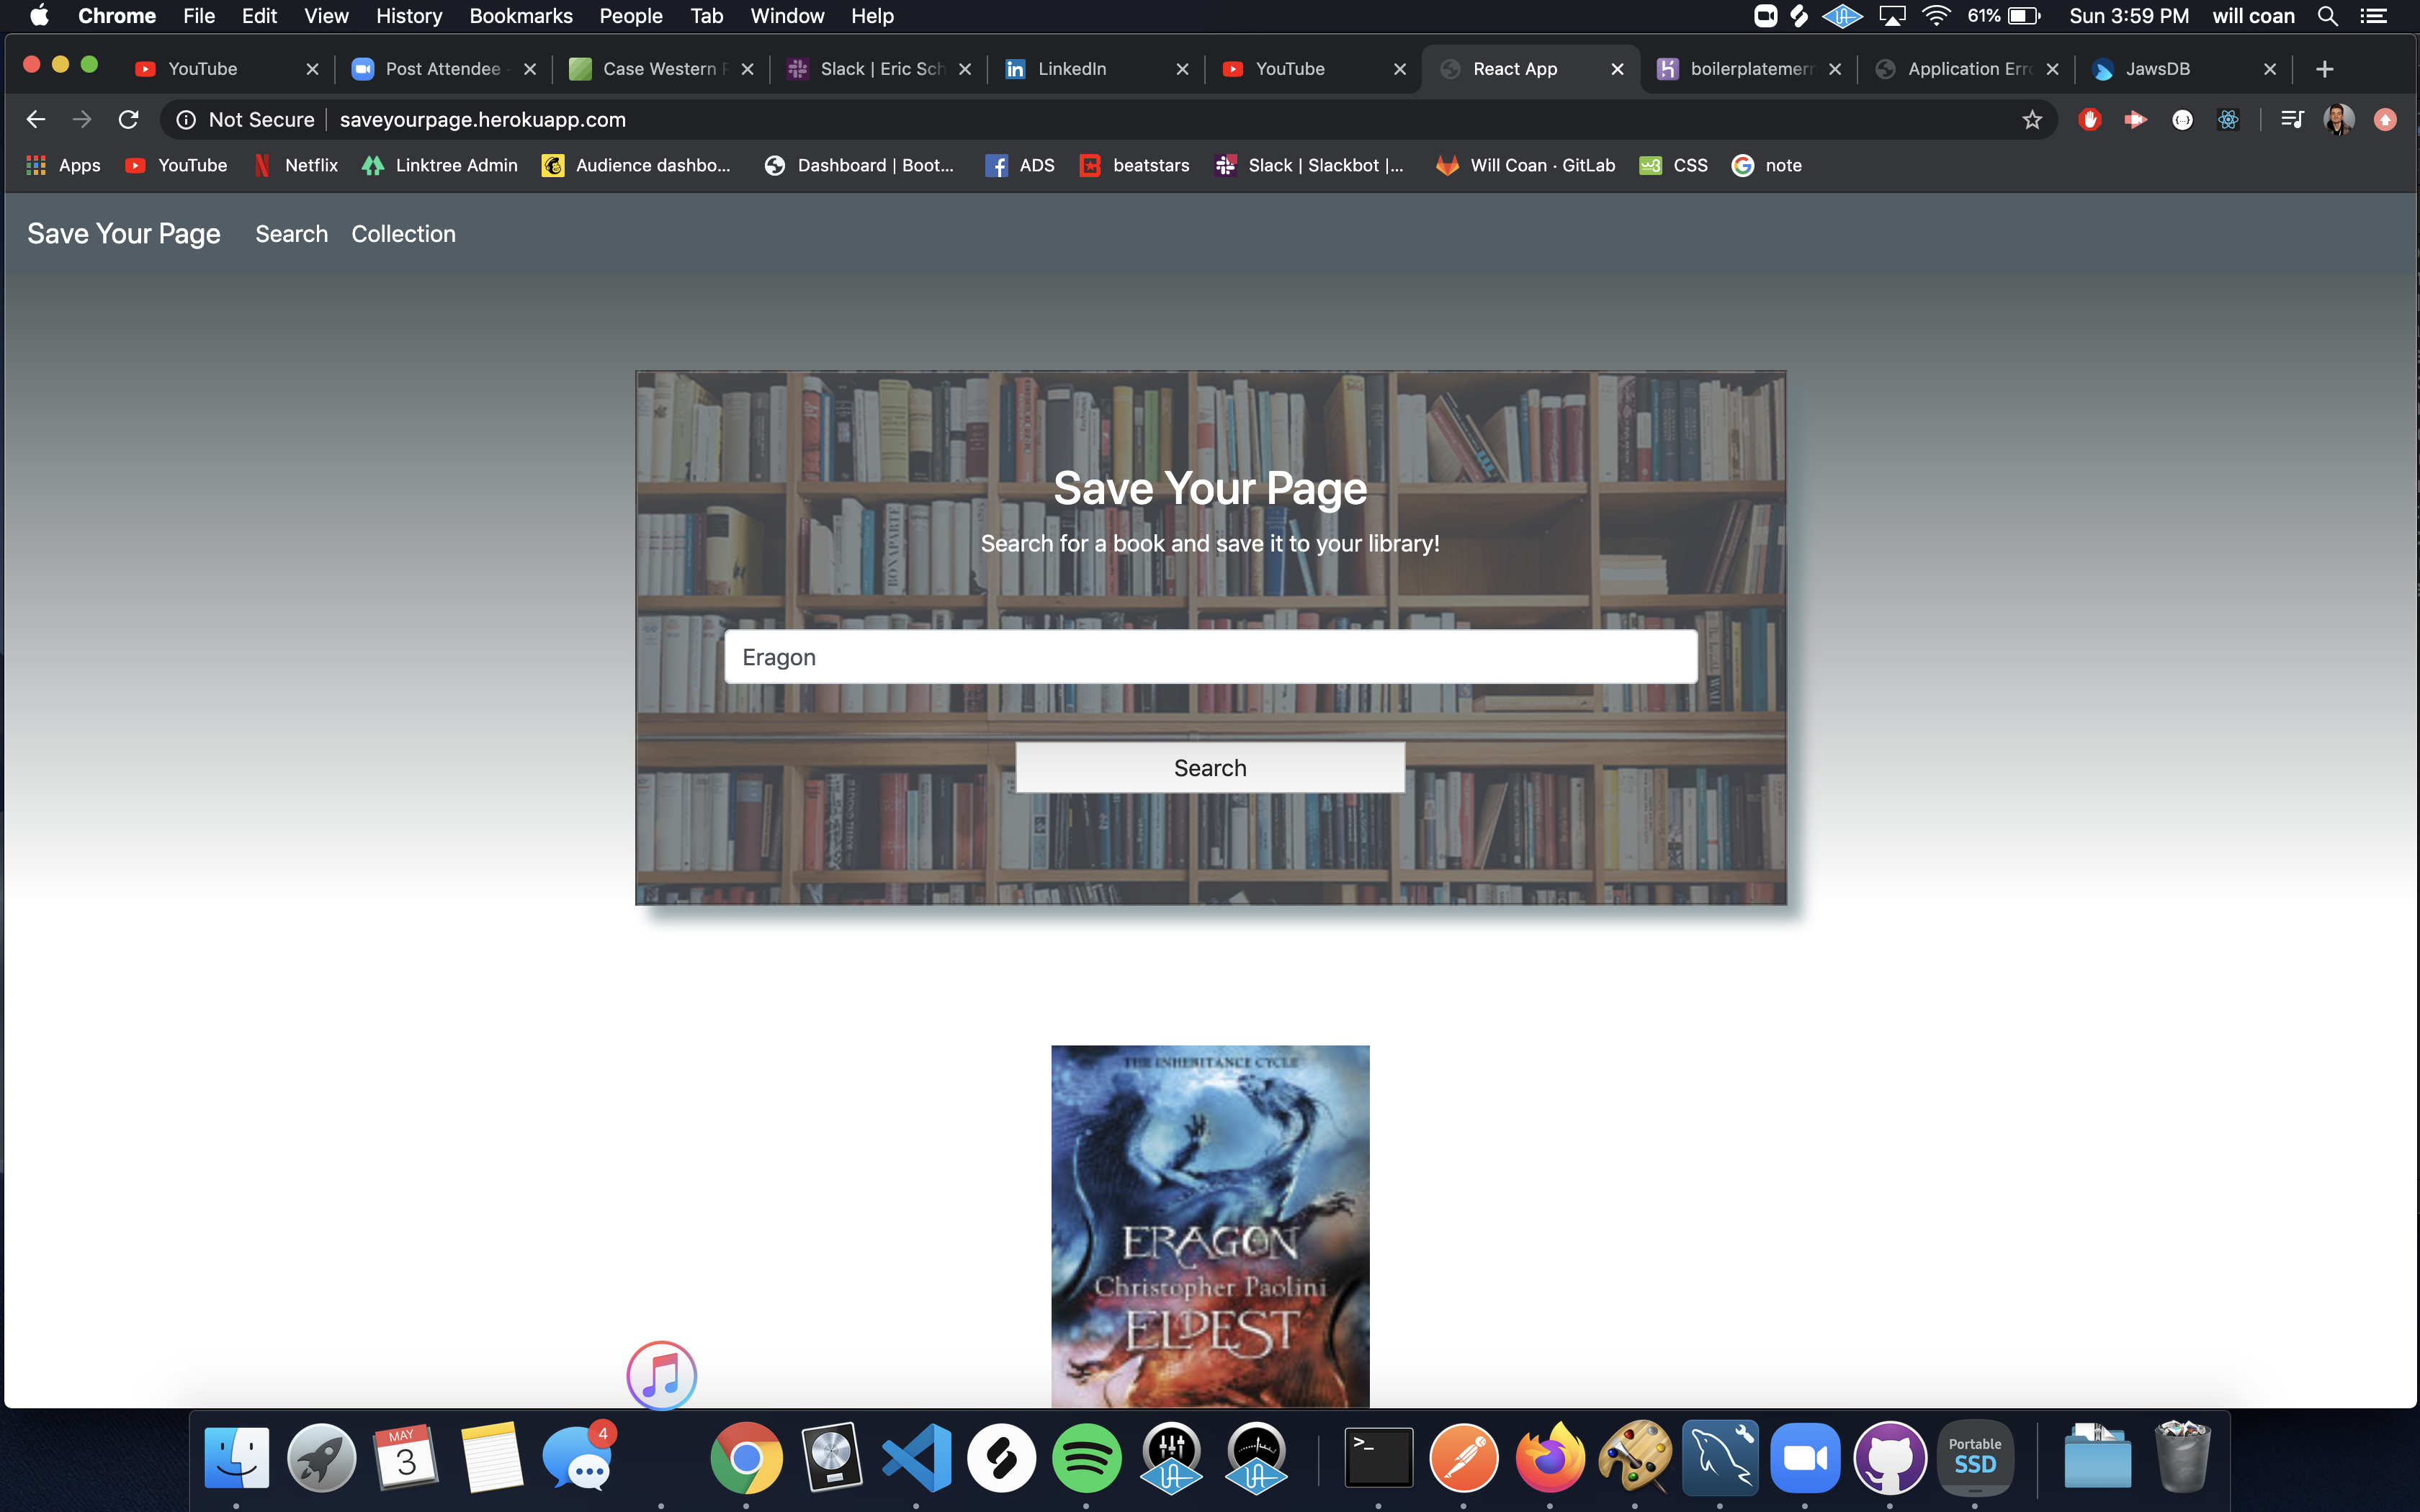 Chrome File Edit View History Bookmarks People Tab Window Help 61% Sun 3:59 PM will coan
YouTube Post Attendee - Case Western R Slack | Eric Sch LinkedIn YouTube React App boilerplatemern Application Erro JawsDB
Not Secure saveyourpage.herokuapp.com
Apps YouTube Netflix Linktree Admin Audience dashbo... Dashboard | Boot... ADS beatstars Slack | Slackbot |... Will Coan · GitLab CSS note
Save Your Page Search Collection
Save Your Page
Search for a book and save it to your library!
Eragon
Search
THE INHERITANCE CYCLE
ERAGON
Christopher Paolini
ELDEST
MAY
3
4
>_
Portable
SSD